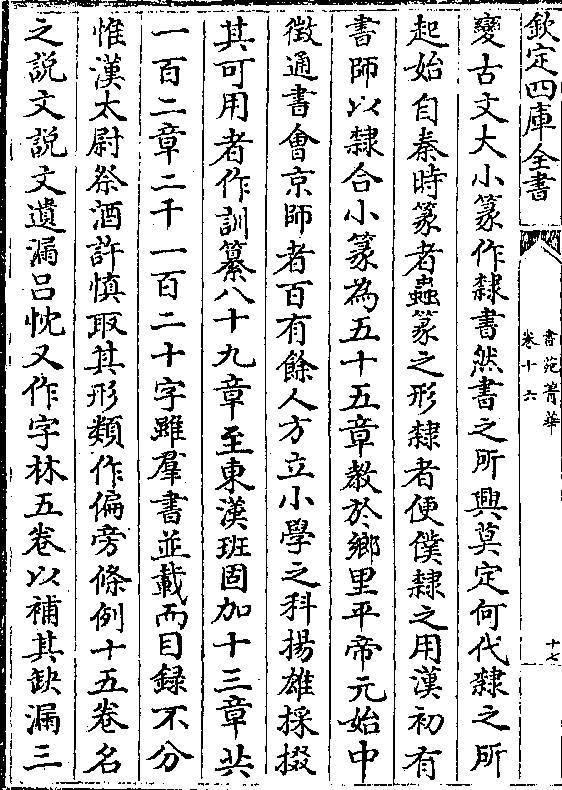 欽定四庫全書
書苑菁華
卷十六
十七
變古文大小篆作隸書然書之所興莫定何代隸之所
起始自秦時篆者蟲篆之形隸者便僕隸之用漢初有
書師以隸合小篆為五十五章教於鄉里平帝元始中
徴通書會京師者百有餘人方立小學之科揚雄採掇
其可用者作訓纂八十九章至東漢班固加十三章共
一百二章二千一百二十字雖羣書並載而目録不分
惟漢太尉祭酒許慎取其形類作偏旁條例十五卷名
之説文説文遺漏吕忱又作字林五卷以補其缺漏三